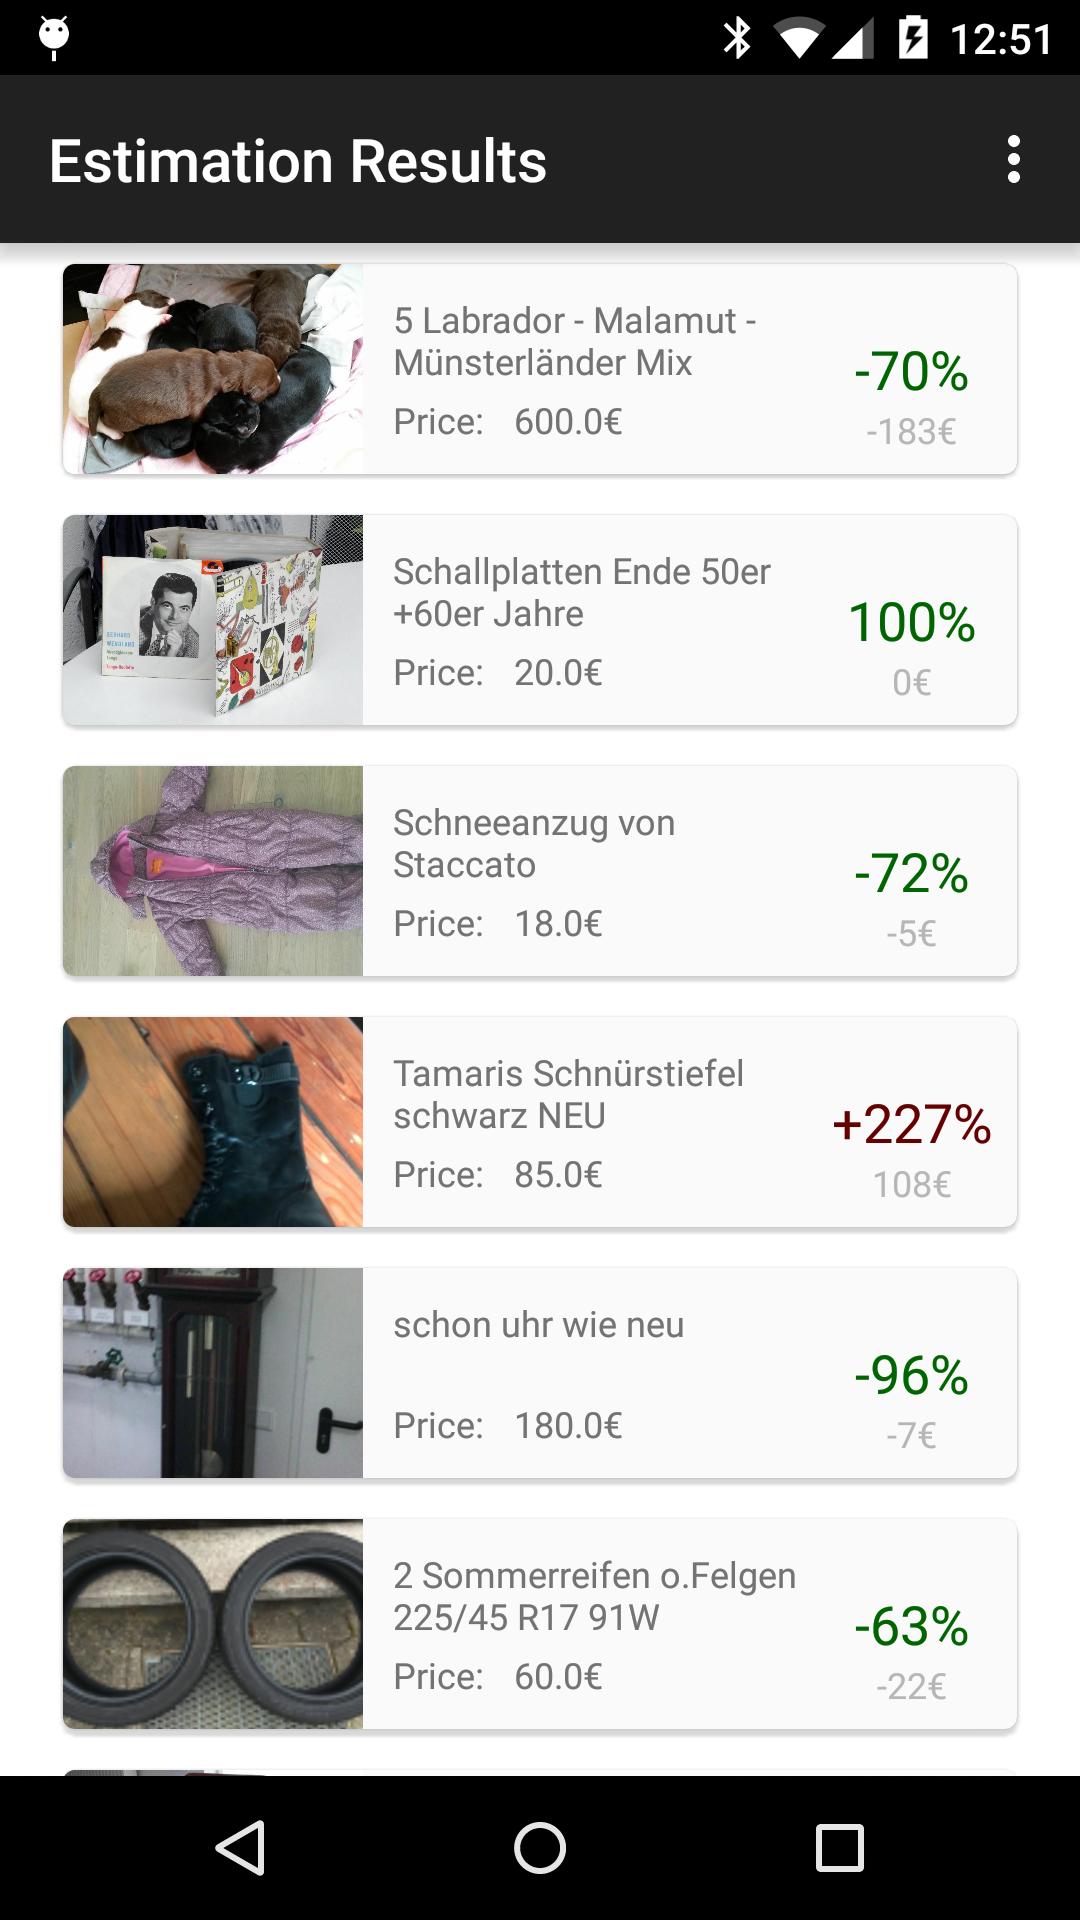 12:51
Estimation Results
5 Labrador - Malamut -
Münsterländer Mix
Price: 600.0€
-70%
-183€
Schallplatten Ende 50er
+60er Jahre
Price: 20.0€
100%
0€
Schneeanzug von
Staccato
Price: 18.0€
-72%
-5€
Tamaris Schnürstiefel
schwarz NEU
Price: 85.0€
+227%
108€
schon uhr wie neu
Price: 180.0€
-96%
-7€
2 Sommerreifen o.Felgen
225/45 R17 91W
Price: 60.0€
-63%
-22€